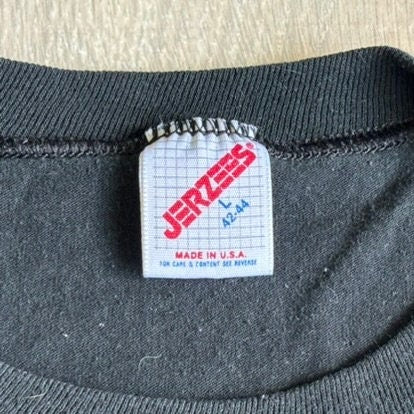 JERZEES
L
42-44
MADE IN U.S.A.
FOR CARE & CONTENT SEE REVERSE